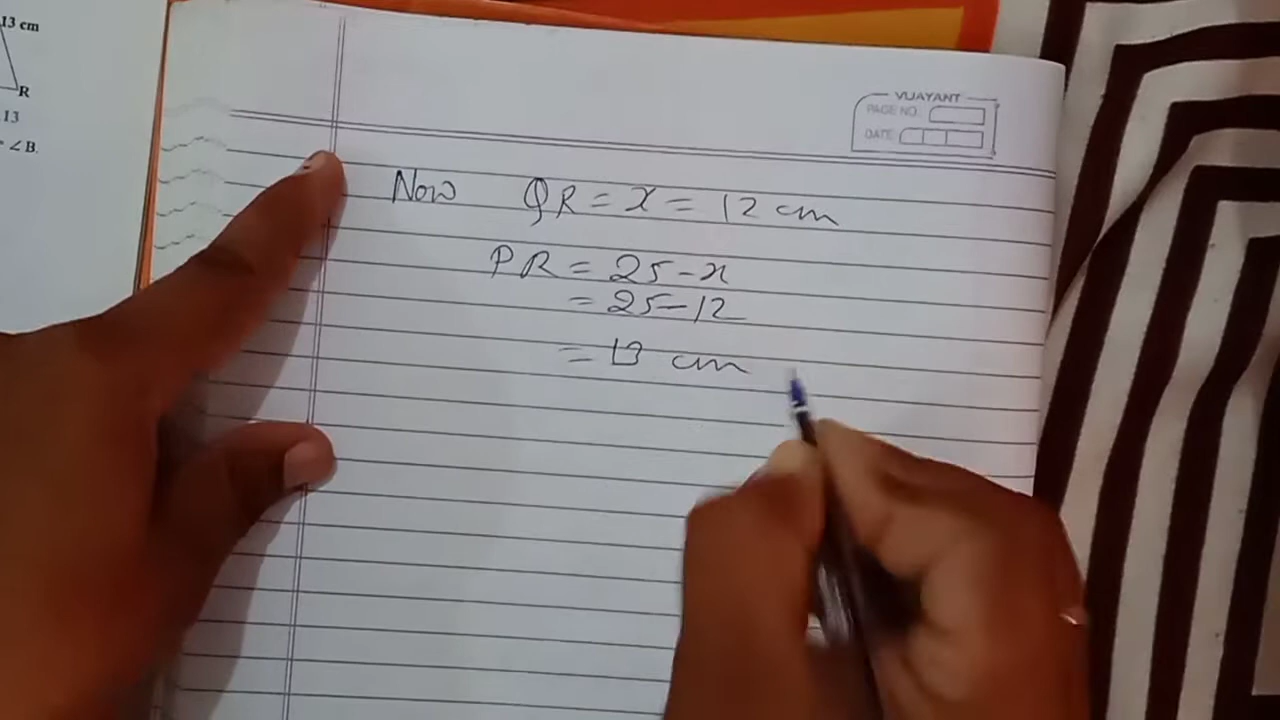 13 cm
R
13
∠B.
VIJAYANT
PAGE NO.
DATE
Now QR = x = 12 cm
PR = 25 - x
= 25 - 12
= 13 cm